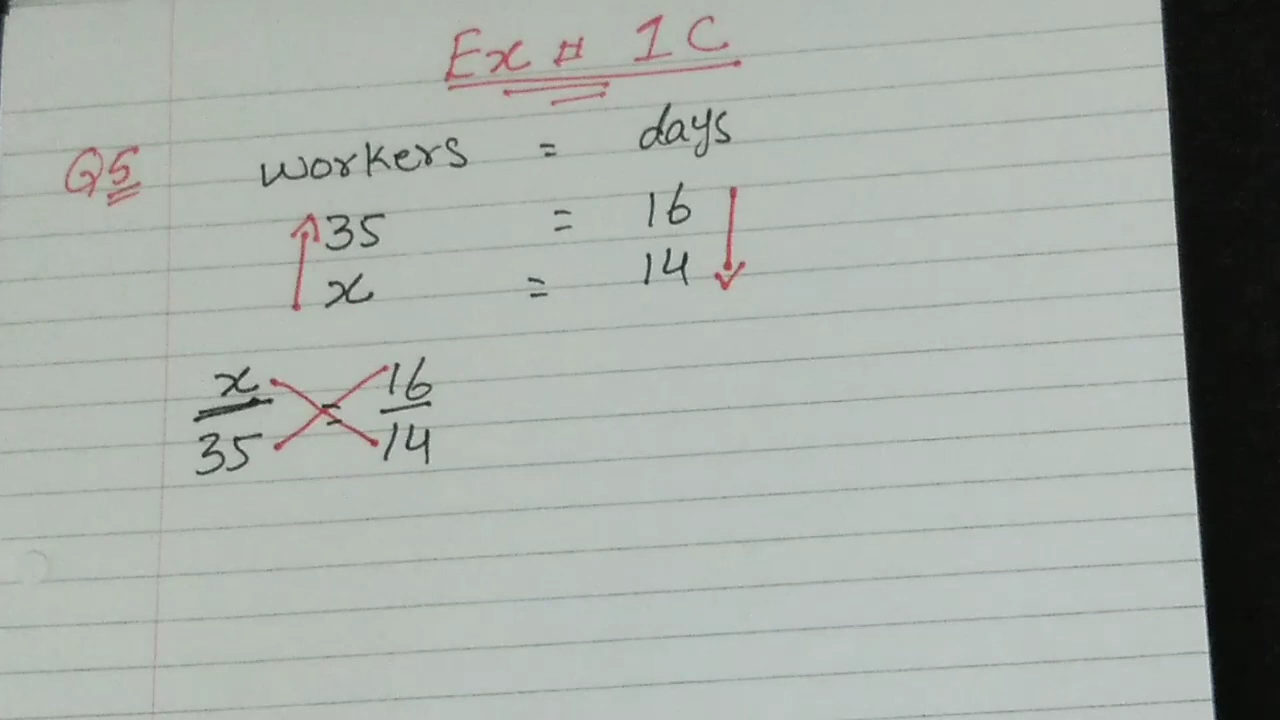 Ex # 1C
Q5 workers = days
35 = 16
x = 14
x/35 = 16/14